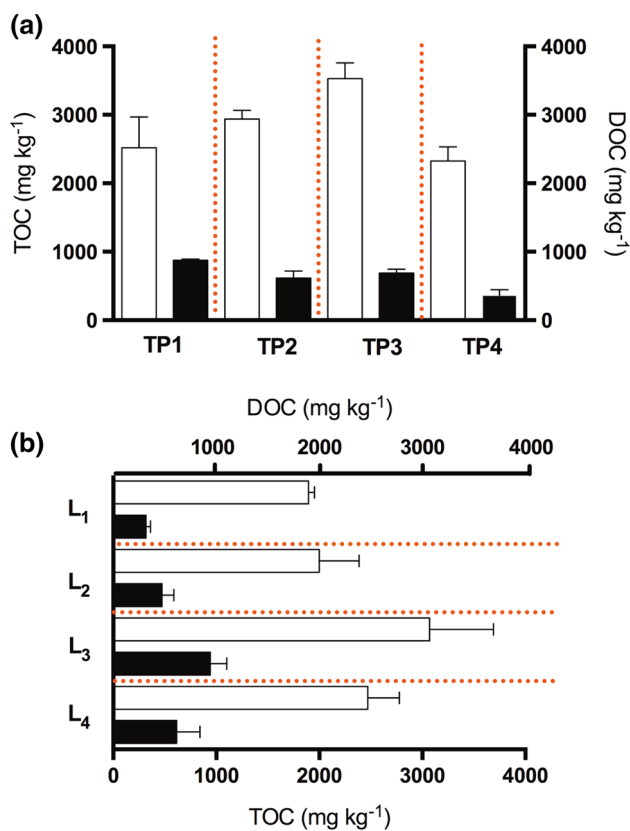 (a)
4000 4000
3000 3000
2000 2000
1000 1000
0 0
TOC (mg kg⁻¹)
DOC (mg kg⁻¹)
TP1 TP2 TP3 TP4
DOC (mg kg⁻¹)
(b)
1000 2000 3000 4000
L₁
L₂
L₃
L₄
0 1000 2000 3000 4000
TOC (mg kg⁻¹)